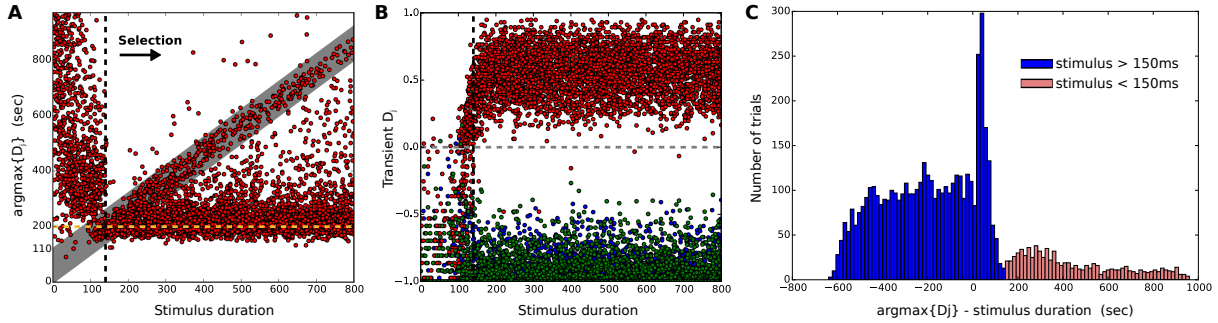 A
Selection
argmax{Dj} (sec)
800
600
400
200
110
0
0 100 200 300 400 500 600 700 800
Stimulus duration
B
Transient Di
1.0
0.5
0.0
−0.5
−1.0
0 100 200 300 400 500 600 700 800
Stimulus duration
C
Number of trials
300
250
200
150
100
50
0
stimulus > 150ms
stimulus < 150ms
−800 −600 −400 −200 0 200 400 600 800 1000
argmax{Dj} - stimulus duration (sec)